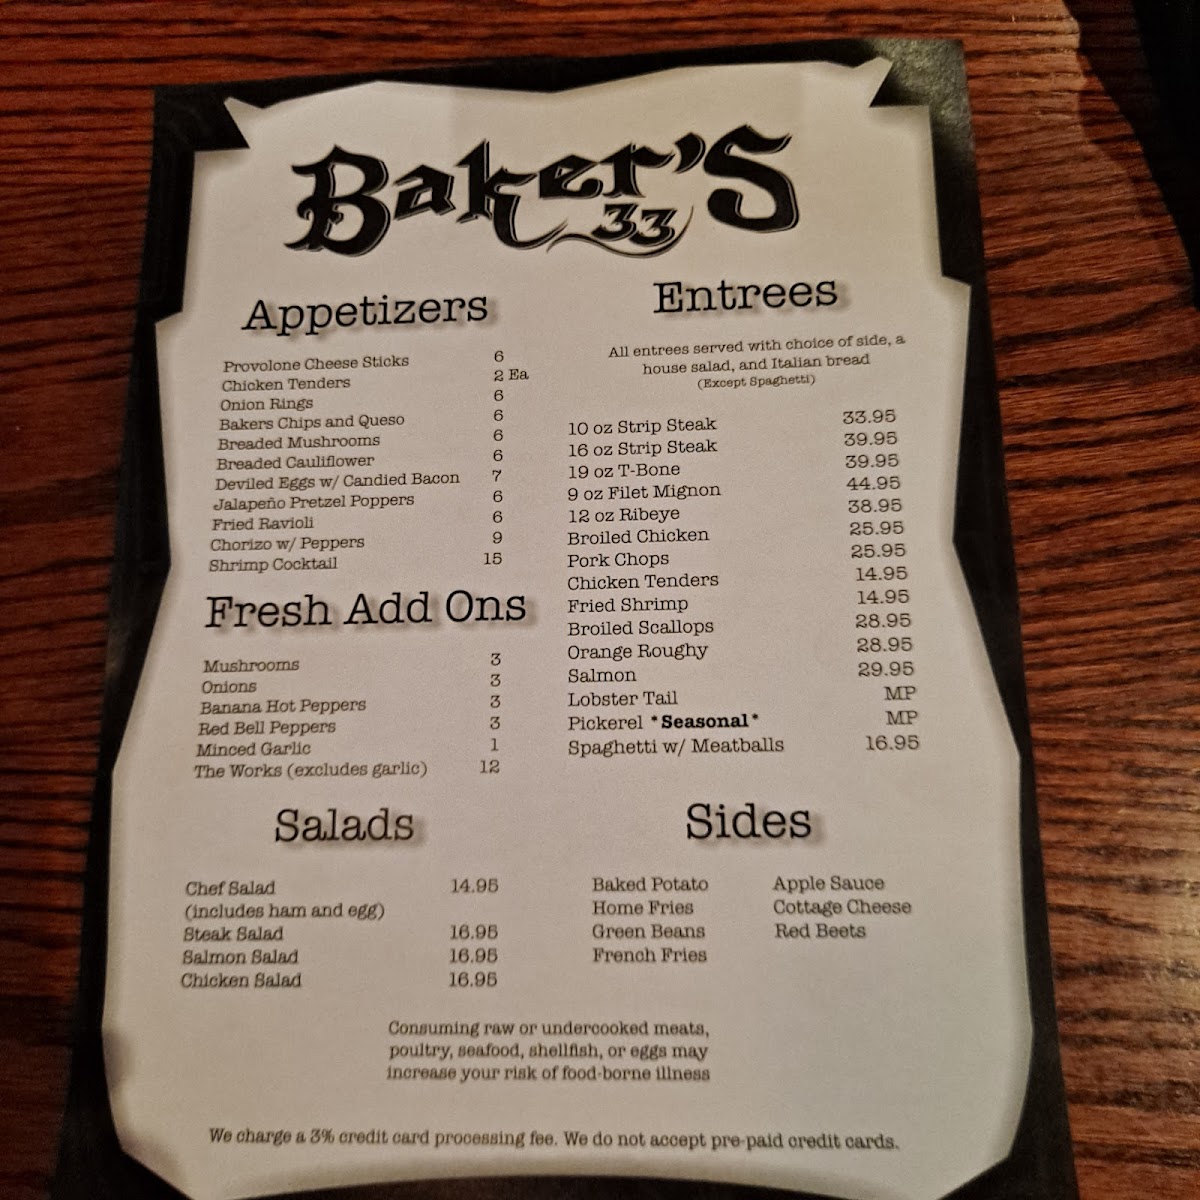 Baker's
33
Appetizers
Provolone Cheese Sticks 6
Chicken Tenders 2 Ea
Onion Rings 6
Bakers Chips and Queso 6
Breaded Mushrooms 6
Breaded Cauliflower 6
Deviled Eggs w/ Candied Bacon 7
Jalapeño Pretzel Poppers 6
Fried Ravioli 6
Chorizo w/ Peppers 9
Shrimp Cocktail 15
Fresh Add Ons
Mushrooms 3
Onions 3
Banana Hot Peppers 3
Red Bell Peppers 3
Minced Garlic 1
The Works (excludes garlic) 12
Salads
Chef Salad 14.95
(includes ham and egg)
Steak Salad 16.95
Salmon Salad 16.95
Chicken Salad 16.95
Entrees
All entrees served with choice of side, a
house salad, and Italian bread
(Except Spaghetti)
10 oz Strip Steak 33.95
16 oz Strip Steak 39.95
19 oz T-Bone 39.95
9 oz Filet Mignon 44.95
12 oz Ribeye 38.95
Broiled Chicken 25.95
Pork Chops 25.95
Chicken Tenders 14.95
Fried Shrimp 14.95
Broiled Scallops 28.95
Orange Roughy 28.95
Salmon 29.95
Lobster Tail MP
Pickerel *Seasonal* MP
Spaghetti w/ Meatballs 16.95
Sides
Baked Potato Apple Sauce
Home Fries Cottage Cheese
Green Beans Red Beets
French Fries
Consuming raw or undercooked meats,
poultry, seafood, shellfish, or eggs may
increase your risk of food-borne illness
We charge a 3% credit card processing fee. We do not accept pre-paid credit cards.